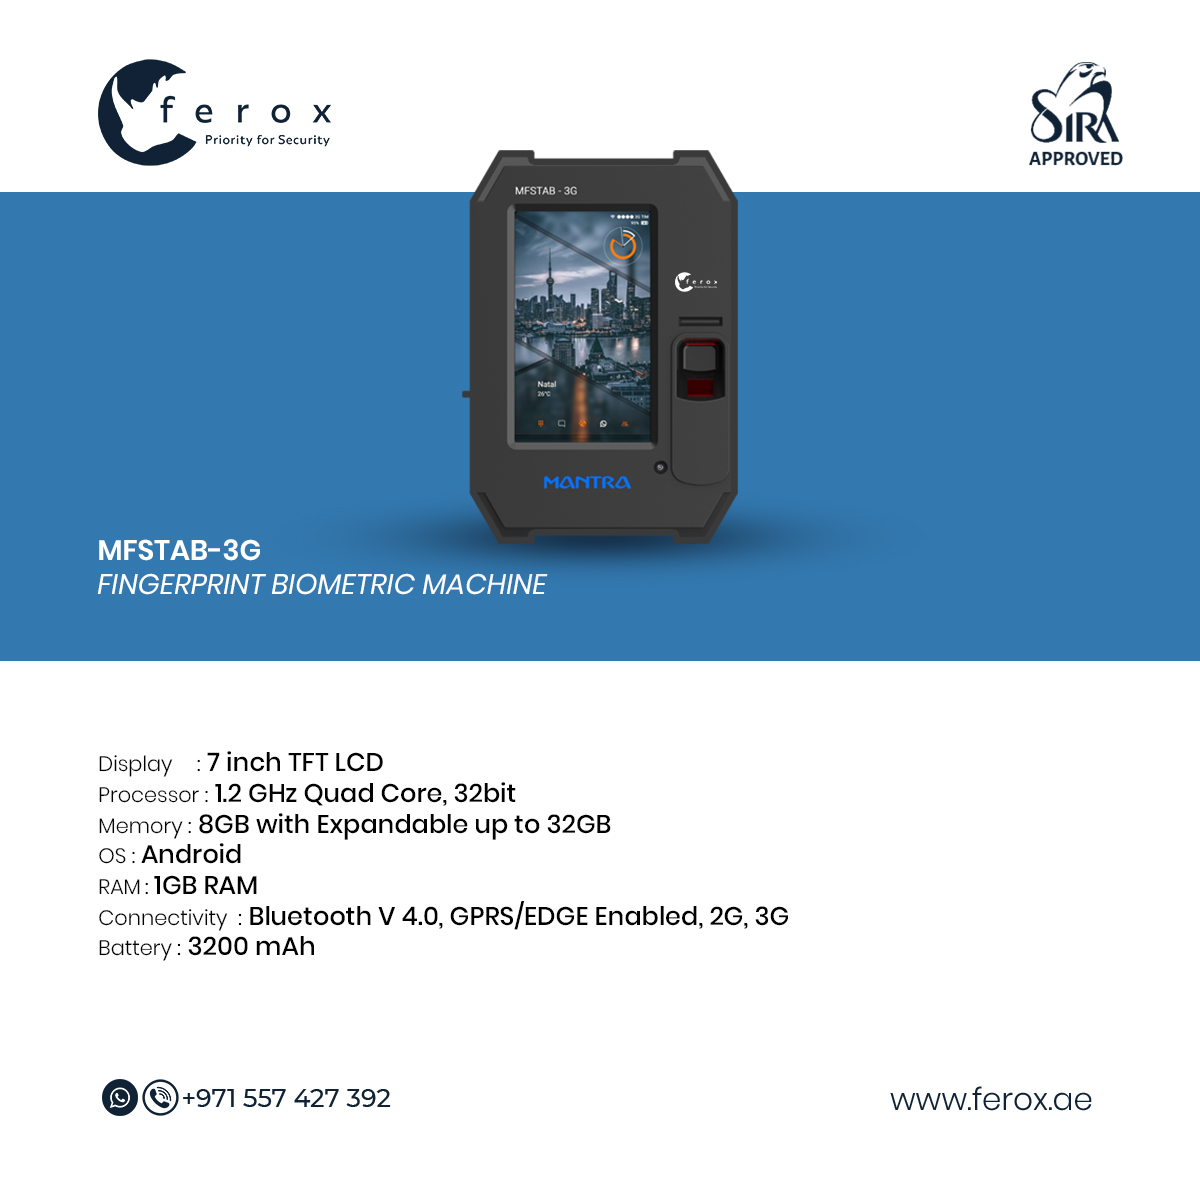 ferox
Priority for Security
SIRA
APPROVED
MFSTAB - 3G
3G TIM
ferox
Natal
26°C
MANTRA
MFSTAB-3G
FINGERPRINT BIOMETRIC MACHINE
Display : 7 inch TFT LCD
Processor : 1.2 GHz Quad Core, 32bit
Memory : 8GB with Expandable up to 32GB
OS : Android
RAM : 1GB RAM
Connectivity : Bluetooth V 4.0, GPRS/EDGE Enabled, 2G, 3G
Battery : 3200 mAh
+971 557 427 392
www.ferox.ae